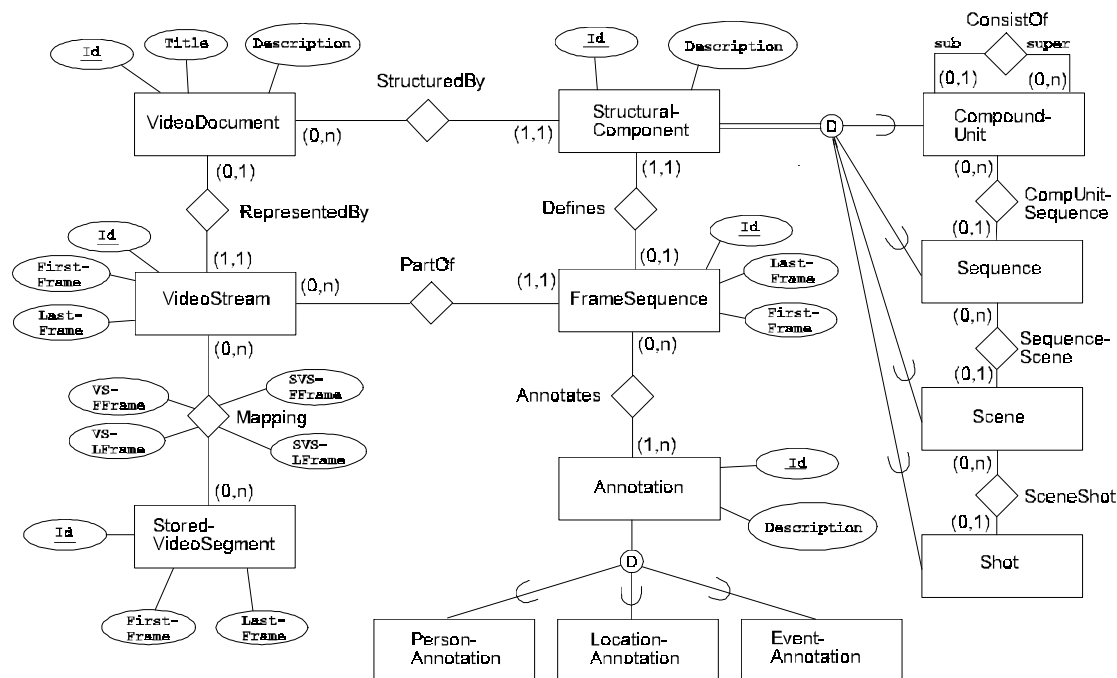 ConsistOf
Id
Title
Description
Id
Description
sub
super
StructuredBy
(0,1)
(0,n)
VideoDocument
Structural-
Component
D
Compound-
Unit
(0,n)
(1,1)
(0,1)
(1,1)
(0,n)
RepresentedBy
Defines
CompUnit-
Sequence
Id
Id
(0,1)
First-
Frame
(1,1)
PartOf
(0,1)
Last-
Frame
Sequence
VideoStream
(0,n)
(1,1)
FrameSequence
Last-
Frame
First-
Frame
(0,n)
(0,n)
(0,n)
Sequence-
Scene
VS-
FFrame
SVS-
FFrame
(0,1)
Annotates
Mapping
Scene
VS-
LFrame
SVS-
LFrame
(1,n)
(0,n)
Id
(0,n)
Annotation
SceneShot
Id
Stored-
VideoSegment
Description
(0,1)
D
Shot
First-
Frame
Last-
Frame
Person-
Annotation
Location-
Annotation
Event-
Annotation